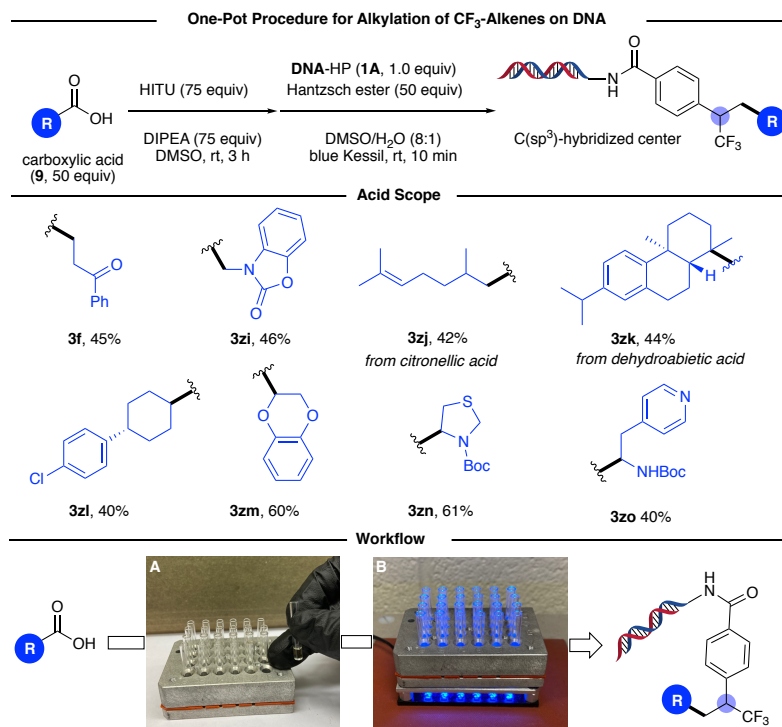 One-Pot Procedure for Alkylation of CF3-Alkenes on DNA
O
R
OH
carboxylic acid
(9, 50 equiv)
HITU (75 equiv)
DIPEA (75 equiv)
DMSO, rt, 3 h
DNA-HP (1A, 1.0 equiv)
Hantzsch ester (50 equiv)
DMSO/H2O (8:1)
blue Kessil, rt, 10 min
O
N
H
R
CF3
C(sp3)-hybridized center
Acid Scope
O
Ph
3f, 45%
N
O
O
3zi, 46%
3zj, 42%
from citronellic acid
H
3zk, 44%
from dehydroabietic acid
Cl
3zl, 40%
O
O
3zm, 60%
S
N
Boc
3zn, 61%
N
NHBoc
3zo 40%
Workflow
O
R
OH
A
B
H
N
O
R
CF3